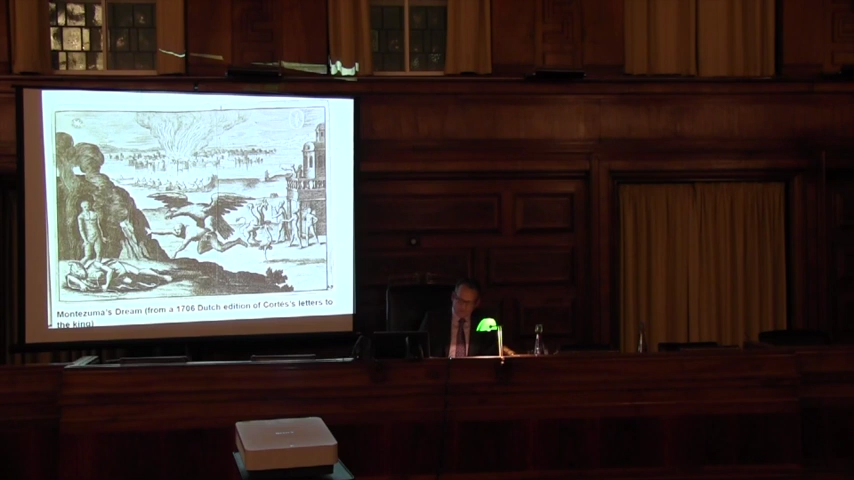 Montezuma's Dream (from a 1706 Dutch edition of Cortés's letters to
the king)